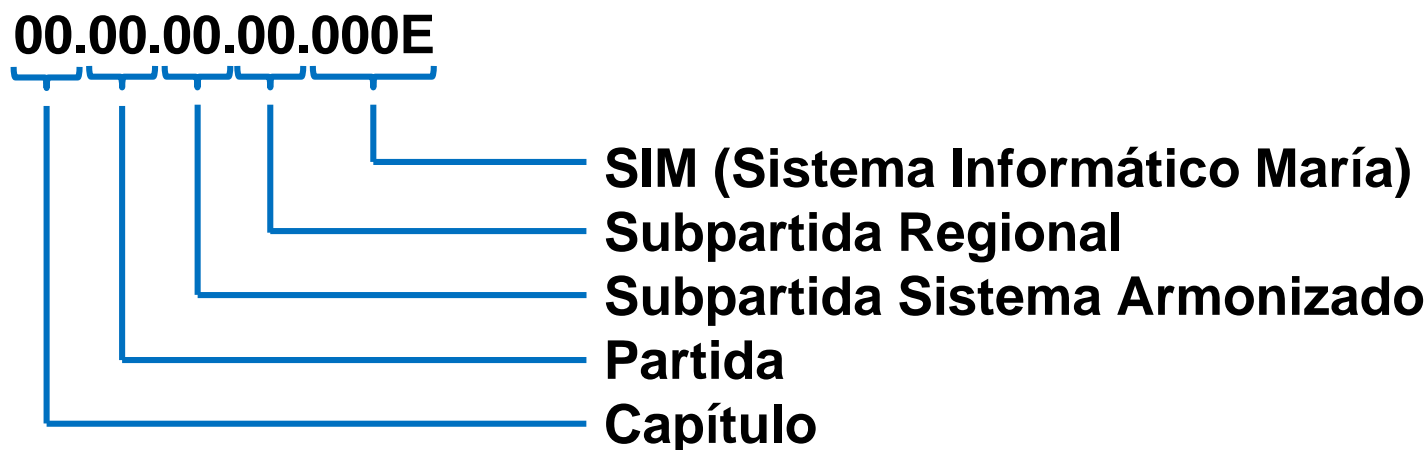 00.00.00.00.000E
SIM (Sistema Informático María)
Subpartida Regional
Subpartida Sistema Armonizado
Partida
Capítulo